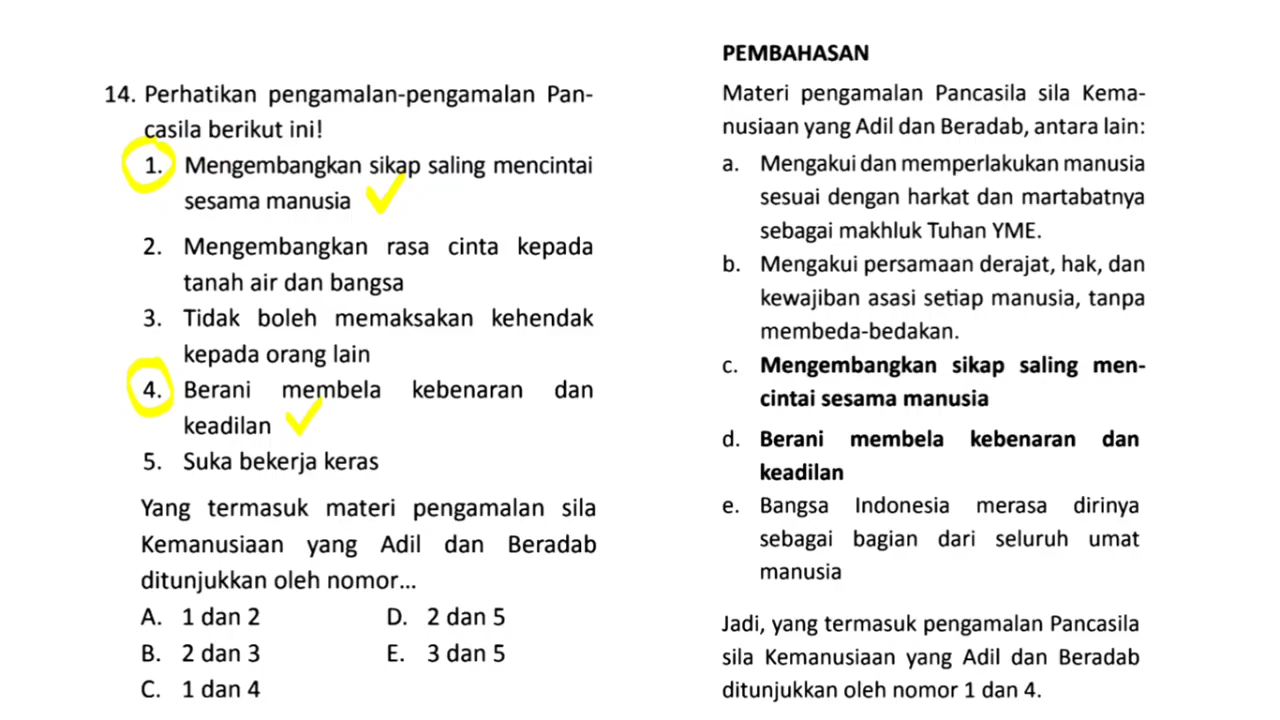 14. Perhatikan pengamalan-pengamalan Pan-
casila berikut ini!
1. Mengembangkan sikap saling mencintai
sesama manusia
2. Mengembangkan rasa cinta kepada
tanah air dan bangsa
3. Tidak boleh memaksakan kehendak
kepada orang lain
4. Berani membela kebenaran dan
keadilan
5. Suka bekerja keras
Yang termasuk materi pengamalan sila
Kemanusiaan yang Adil dan Beradab
ditunjukkan oleh nomor...
A. 1 dan 2 D. 2 dan 5
B. 2 dan 3 E. 3 dan 5
C. 1 dan 4
PEMBAHASAN
Materi pengamalan Pancasila sila Kema-
nusiaan yang Adil dan Beradab, antara lain:
a. Mengakui dan memperlakukan manusia
sesuai dengan harkat dan martabatnya
sebagai makhluk Tuhan YME.
b. Mengakui persamaan derajat, hak, dan
kewajiban asasi setiap manusia, tanpa
membeda-bedakan.
c. Mengembangkan sikap saling men-
cintai sesama manusia
d. Berani membela kebenaran dan
keadilan
e. Bangsa Indonesia merasa dirinya
sebagai bagian dari seluruh umat
manusia
Jadi, yang termasuk pengamalan Pancasila
sila Kemanusiaan yang Adil dan Beradab
ditunjukkan oleh nomor 1 dan 4.